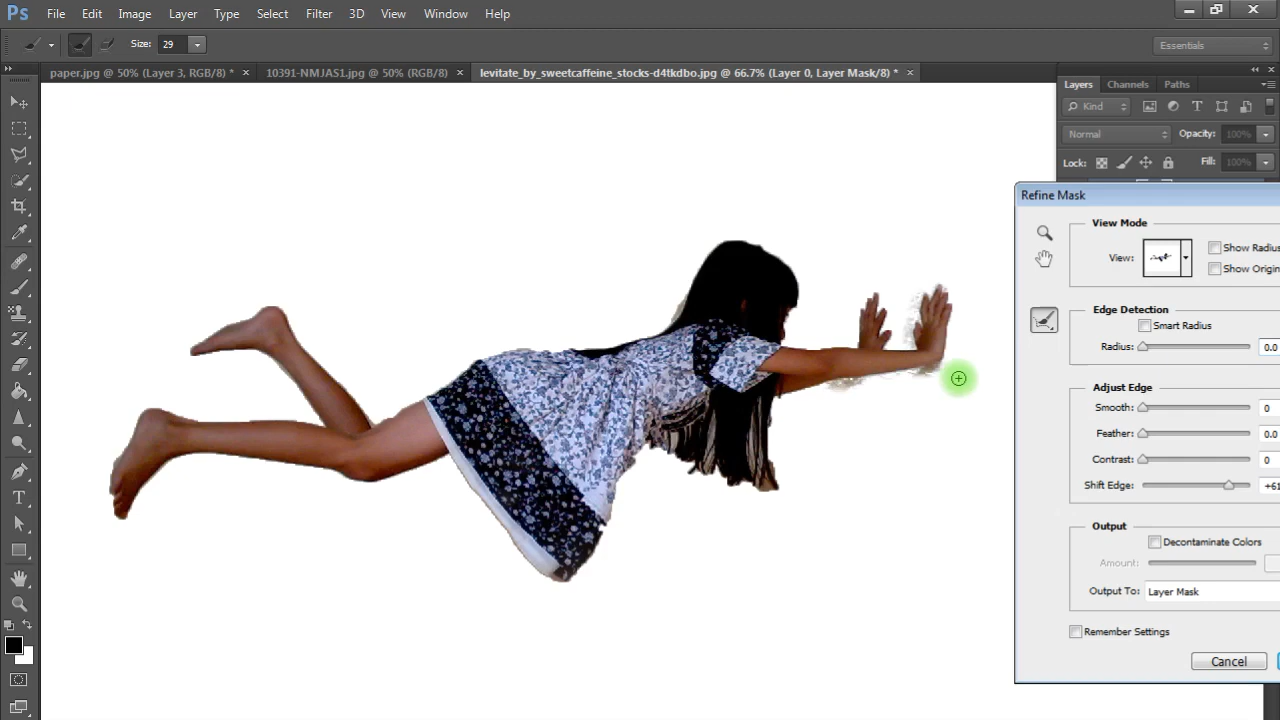 Ps File Edit Image Layer Type Select Filter 3D View Window Help
Size: 29 Essentials
paper.jpg @ 50% (Layer 3, RGB/8) * × 10391-NMJAS1.jpg @ 50% (RGB/8) × levitate_by_sweetcaffeine_stocks-d4tkdbo.jpg @ 66.7% (Layer 0, Layer Mask/8) * ×
Layers Channels Paths
Kind
Normal Opacity: 100%
Lock: Fill: 100%
Refine Mask
View Mode
View: Show Radius
Show Origin
Edge Detection
Smart Radius
Radius: 0.0
Adjust Edge
Smooth: 0
Feather: 0.0
Contrast: 0
Shift Edge: +61
Output
Decontaminate Colors
Amount:
Output To: Layer Mask
Remember Settings
Cancel